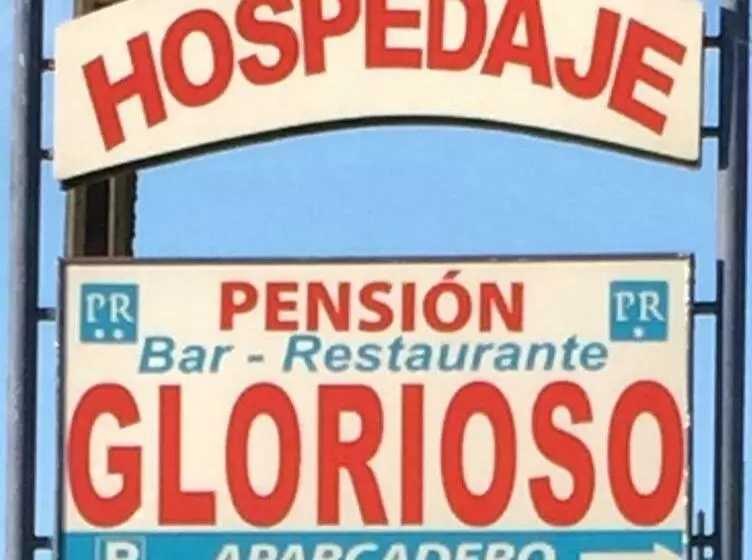 HOSPEDAJE
PR PENSIÓN PR
Bar - Restaurante
GLORIOSO
P APARCADERO